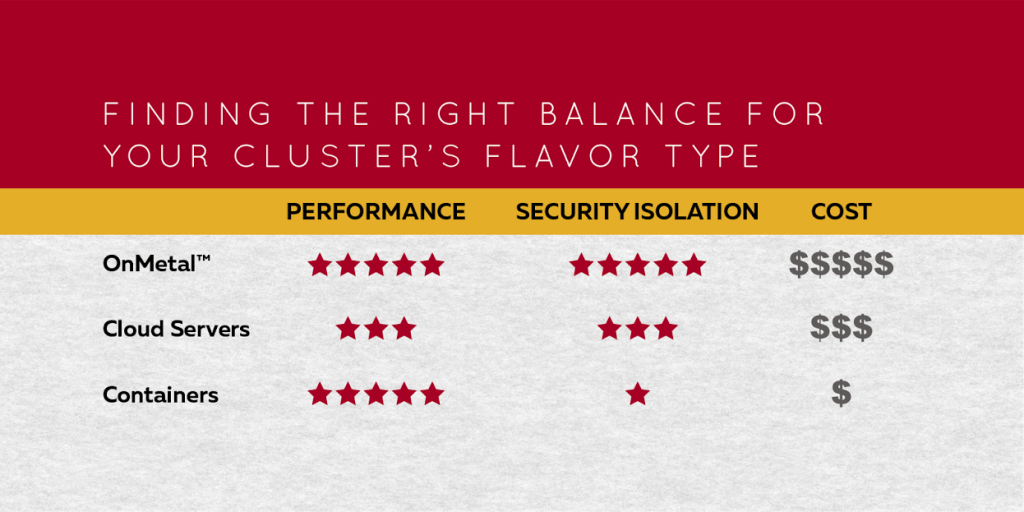 FINDING THE RIGHT BALANCE FOR
YOUR CLUSTER’S FLAVOR TYPE
PERFORMANCE SECURITY ISOLATION COST
OnMetal™ ★★★★★ ★★★★★ $$$$$
Cloud Servers ★★★ ★★★ $$$
Containers ★★★★★ ★ $